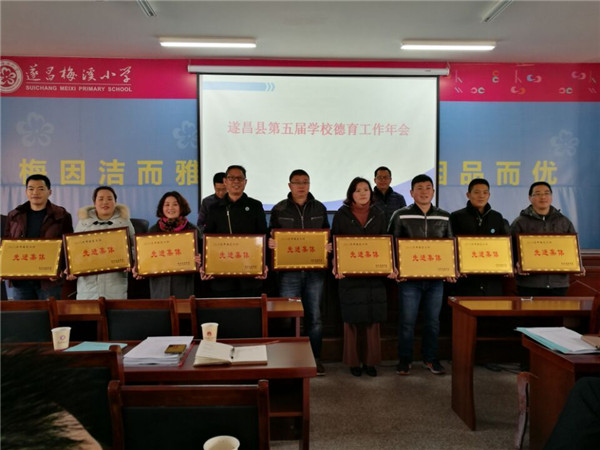 遂昌梅溪小学
SUICHANG MEIXI PRIMARY SCHOOL
遂昌县第五届学校德育工作年会
梅因洁而雅
因品而优
先进集体
先进集体
先进集体
先进集体
先进集体
先进集体
先进集体
先进集体
先进集体